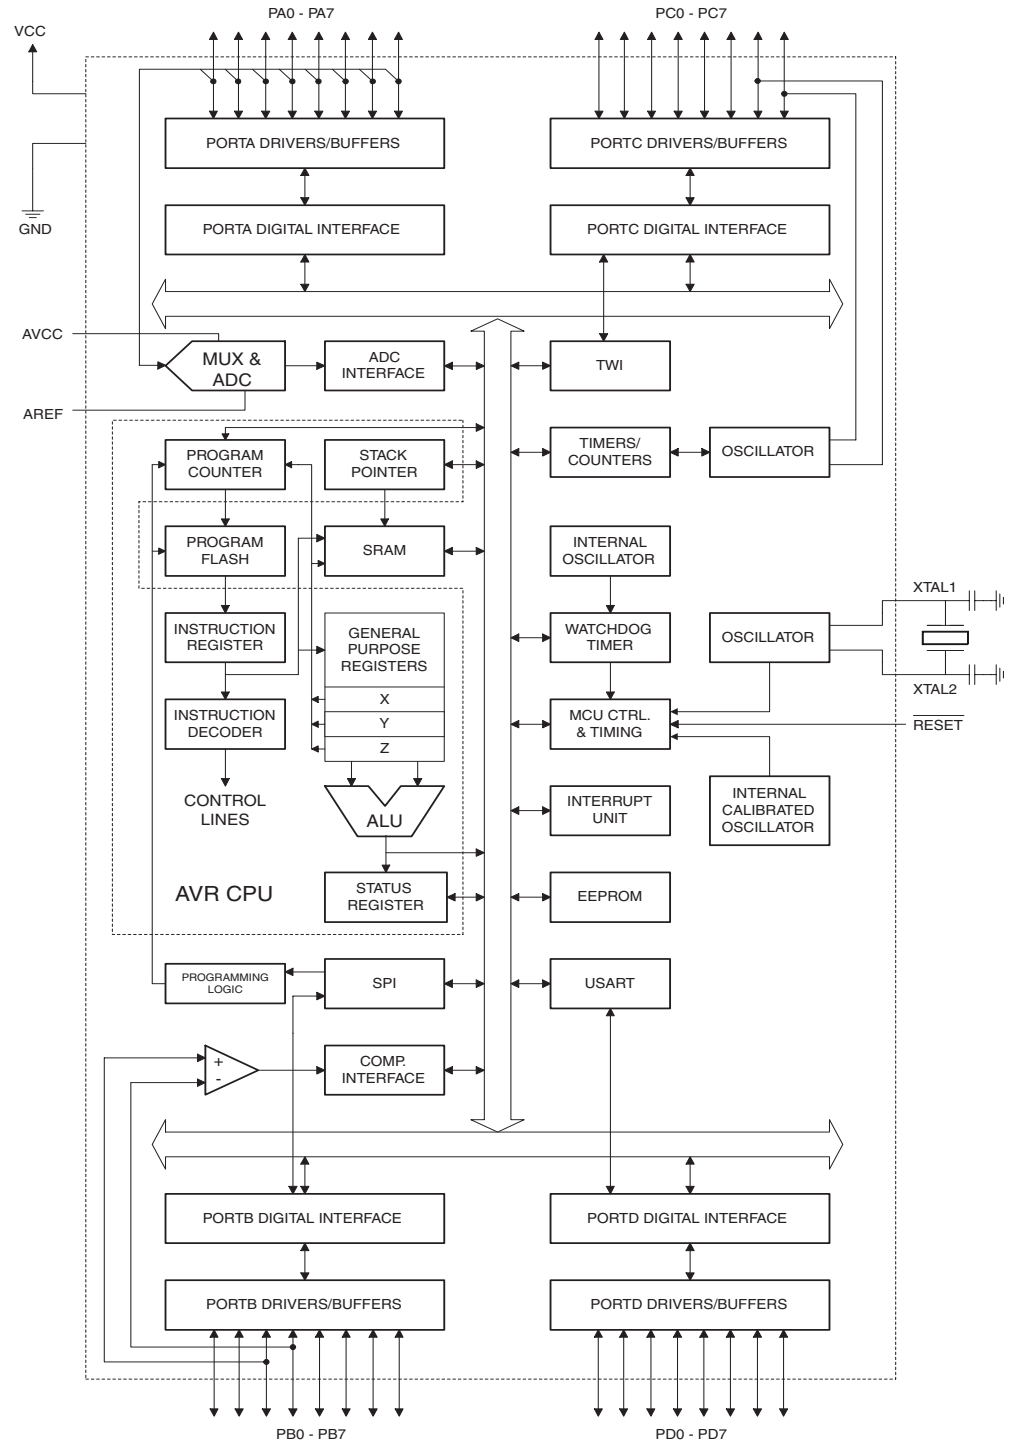 PA0 - PA7
PC0 - PC7
VCC
PORTA DRIVERS/BUFFERS
PORTC DRIVERS/BUFFERS
GND
PORTA DIGITAL INTERFACE
PORTC DIGITAL INTERFACE
AVCC
MUX &
ADC
ADC
INTERFACE
TWI
AREF
PROGRAM
COUNTER
STACK
POINTER
TIMERS/
COUNTERS
OSCILLATOR
PROGRAM
FLASH
SRAM
INTERNAL
OSCILLATOR
XTAL1
INSTRUCTION
REGISTER
GENERAL
PURPOSE
REGISTERS
WATCHDOG
TIMER
OSCILLATOR
XTAL2
X
INSTRUCTION
DECODER
Y
Z
MCU CTRL.
& TIMING
RESET
CONTROL
LINES
ALU
INTERRUPT
UNIT
INTERNAL
CALIBRATED
OSCILLATOR
AVR CPU
STATUS
REGISTER
EEPROM
PROGRAMMING
LOGIC
SPI
USART
+
-
COMP.
INTERFACE
PORTB DIGITAL INTERFACE
PORTD DIGITAL INTERFACE
PORTB DRIVERS/BUFFERS
PORTD DRIVERS/BUFFERS
PB0 - PB7
PD0 - PD7